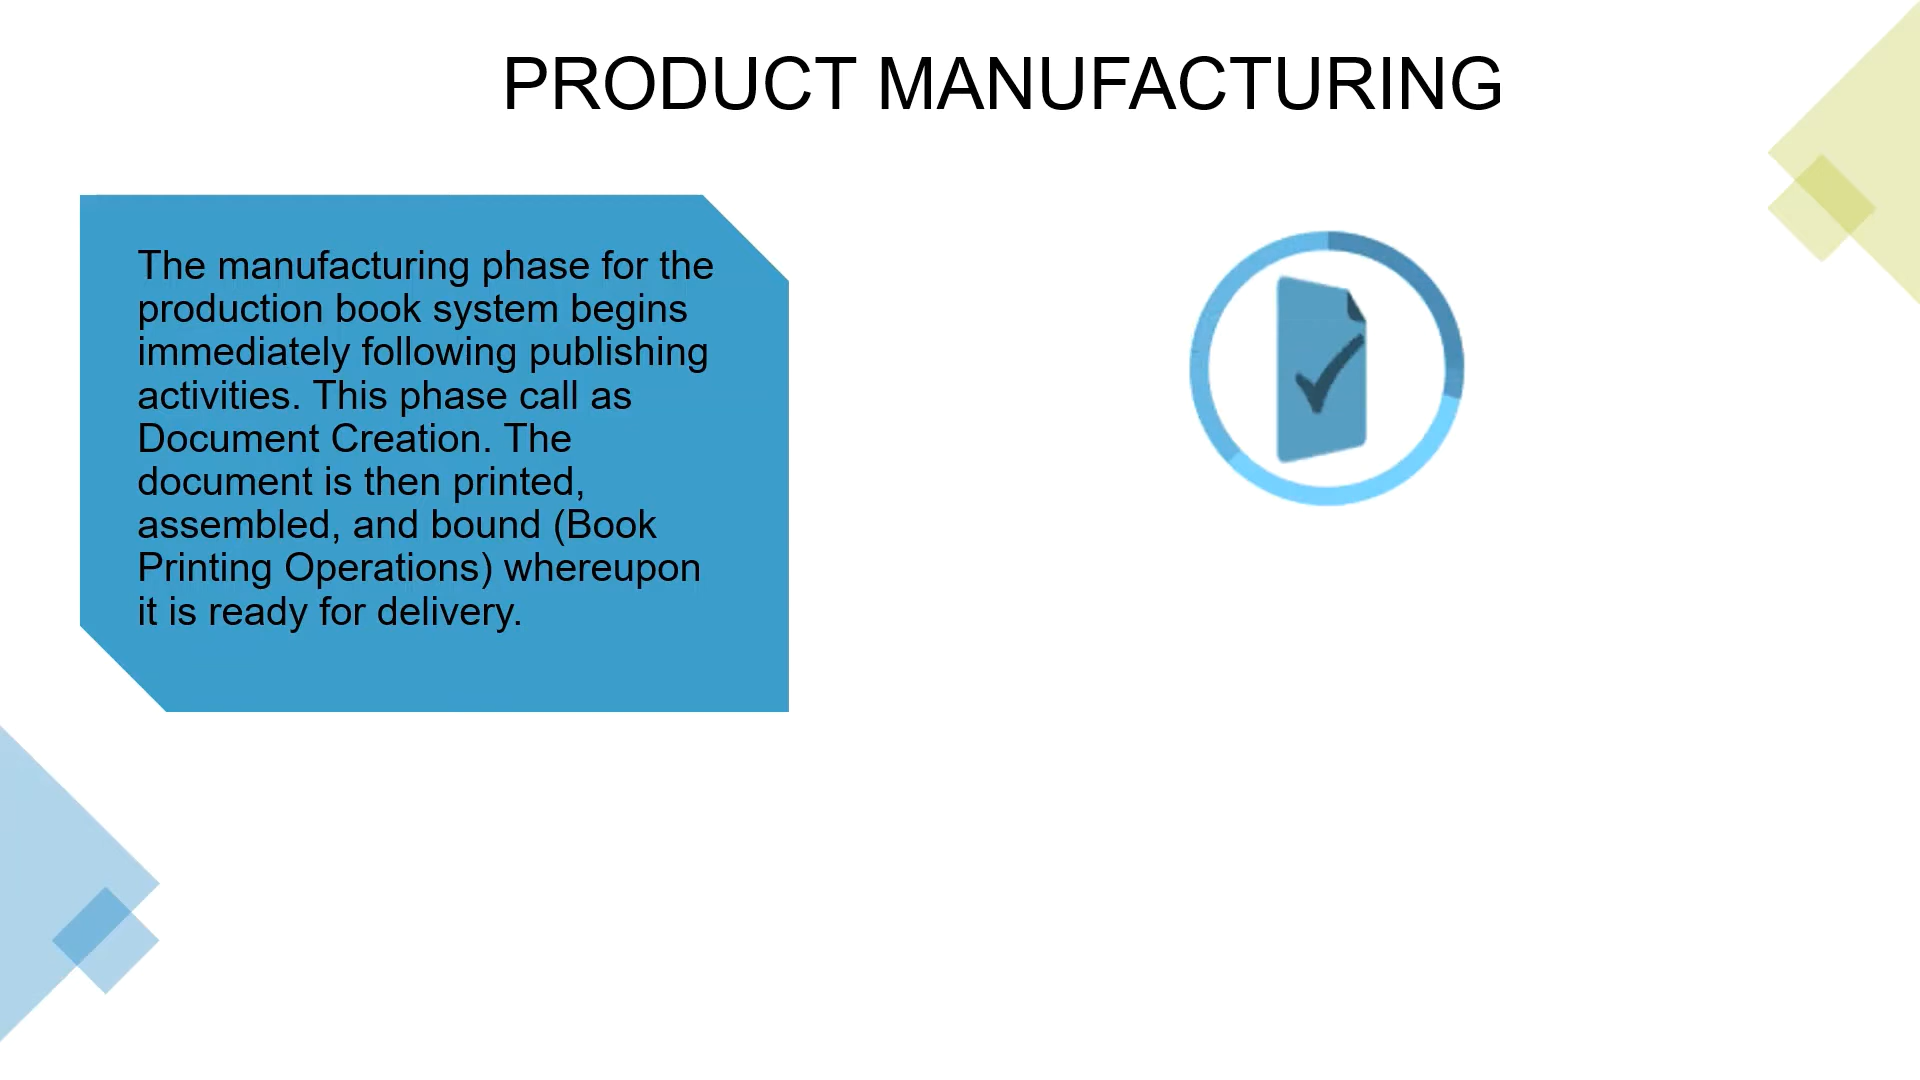 PRODUCT MANUFACTURING
The manufacturing phase for the
production book system begins
immediately following publishing
activities. This phase call as
Document Creation. The
document is then printed,
assembled, and bound (Book
Printing Operations) whereupon
it is ready for delivery.